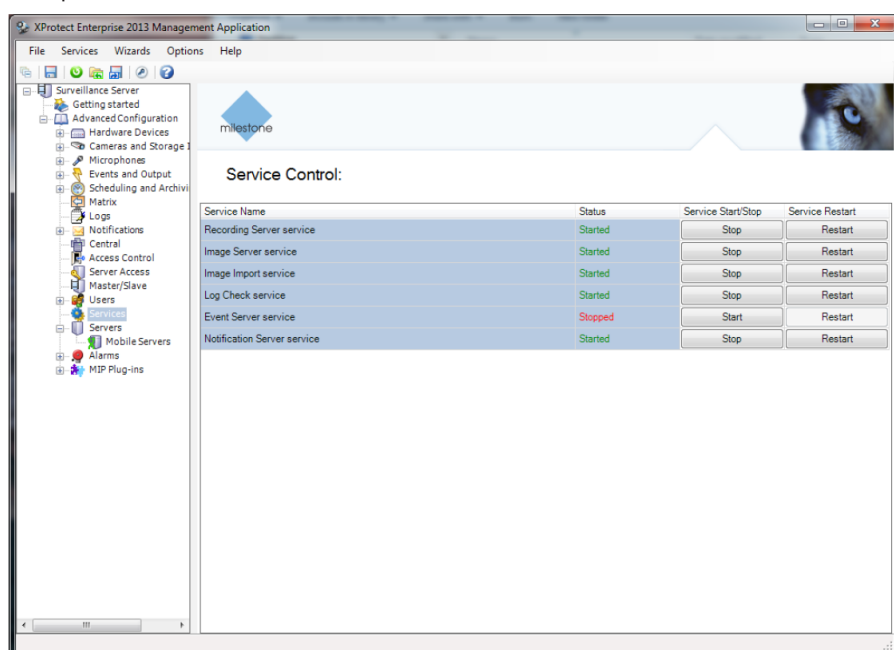 XProtect Enterprise 2013 Management Application
File Services Wizards Options Help
Surveillance Server
Getting started
Advanced Configuration
Hardware Devices
Cameras and Storage I
Microphones
Events and Output
Scheduling and Archivi
Matrix
Logs
Notifications
Central
Access Control
Server Access
Master/Slave
Users
Services
Servers
Mobile Servers
Alarms
MIP Plug-ins
milestone
Service Control:
Service Name Status Service Start/Stop Service Restart
Recording Server service Started Stop Restart
Image Server service Started Stop Restart
Image Import service Started Stop Restart
Log Check service Started Stop Restart
Event Server service Stopped Start Restart
Notification Server service Started Stop Restart